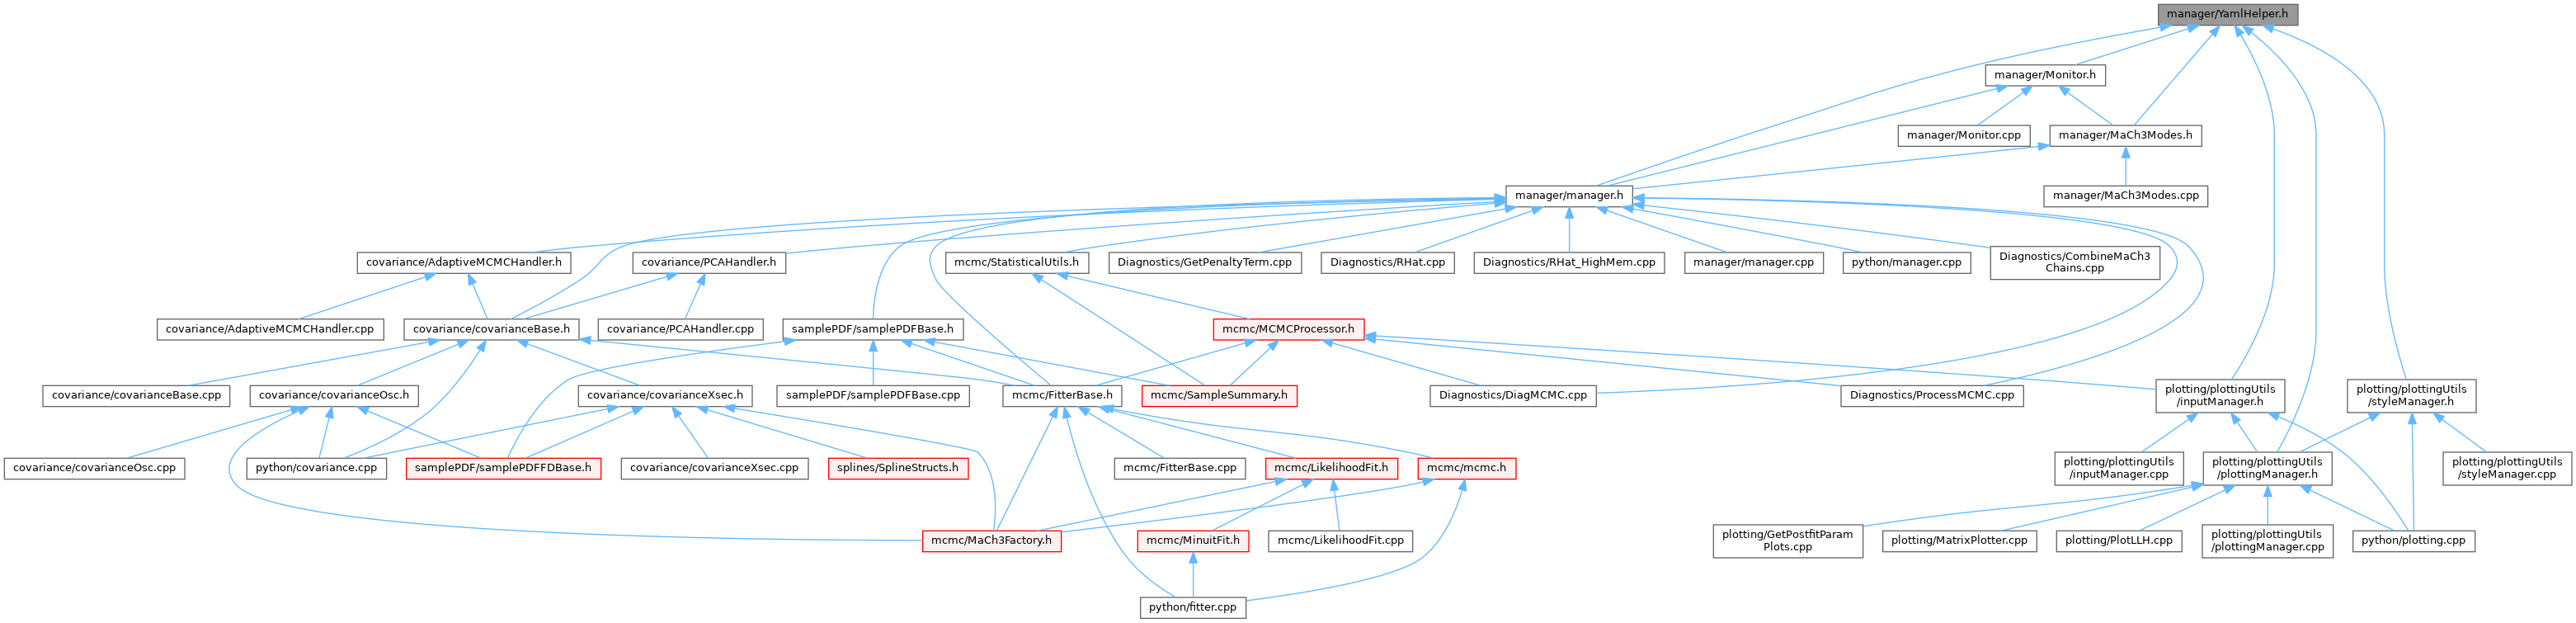 manager/YamlHelper.h
manager/Monitor.h
manager/Monitor.cpp
manager/MaCh3Modes.h
manager/manager.h
manager/MaCh3Modes.cpp
covariance/AdaptiveMCMCHandler.h
covariance/PCAHandler.h
mcmc/StatisticalUtils.h
Diagnostics/GetPenaltyTerm.cpp
Diagnostics/RHat.cpp
Diagnostics/RHat_HighMem.cpp
manager/manager.cpp
python/manager.cpp
Diagnostics/CombineMaCh3
Chains.cpp
covariance/AdaptiveMCMCHandler.cpp
covariance/covarianceBase.h
covariance/PCAHandler.cpp
samplePDF/samplePDFBase.h
mcmc/MCMCProcessor.h
covariance/covarianceBase.cpp
covariance/covarianceOsc.h
covariance/covarianceXsec.h
samplePDF/samplePDFBase.cpp
mcmc/FitterBase.h
mcmc/SampleSummary.h
Diagnostics/DiagMCMC.cpp
Diagnostics/ProcessMCMC.cpp
plotting/plottingUtils
/inputManager.h
plotting/plottingUtils
/styleManager.h
covariance/covarianceOsc.cpp
python/covariance.cpp
samplePDF/samplePDFFDBase.h
covariance/covarianceXsec.cpp
splines/SplineStructs.h
mcmc/FitterBase.cpp
mcmc/LikelihoodFit.h
mcmc/mcmc.h
plotting/plottingUtils
/inputManager.cpp
plotting/plottingUtils
/plottingManager.h
plotting/plottingUtils
/styleManager.cpp
mcmc/MaCh3Factory.h
mcmc/MinuitFit.h
mcmc/LikelihoodFit.cpp
plotting/GetPostfitParam
Plots.cpp
plotting/MatrixPlotter.cpp
plotting/PlotLLH.cpp
plotting/plottingUtils
/plottingManager.cpp
python/plotting.cpp
python/fitter.cpp